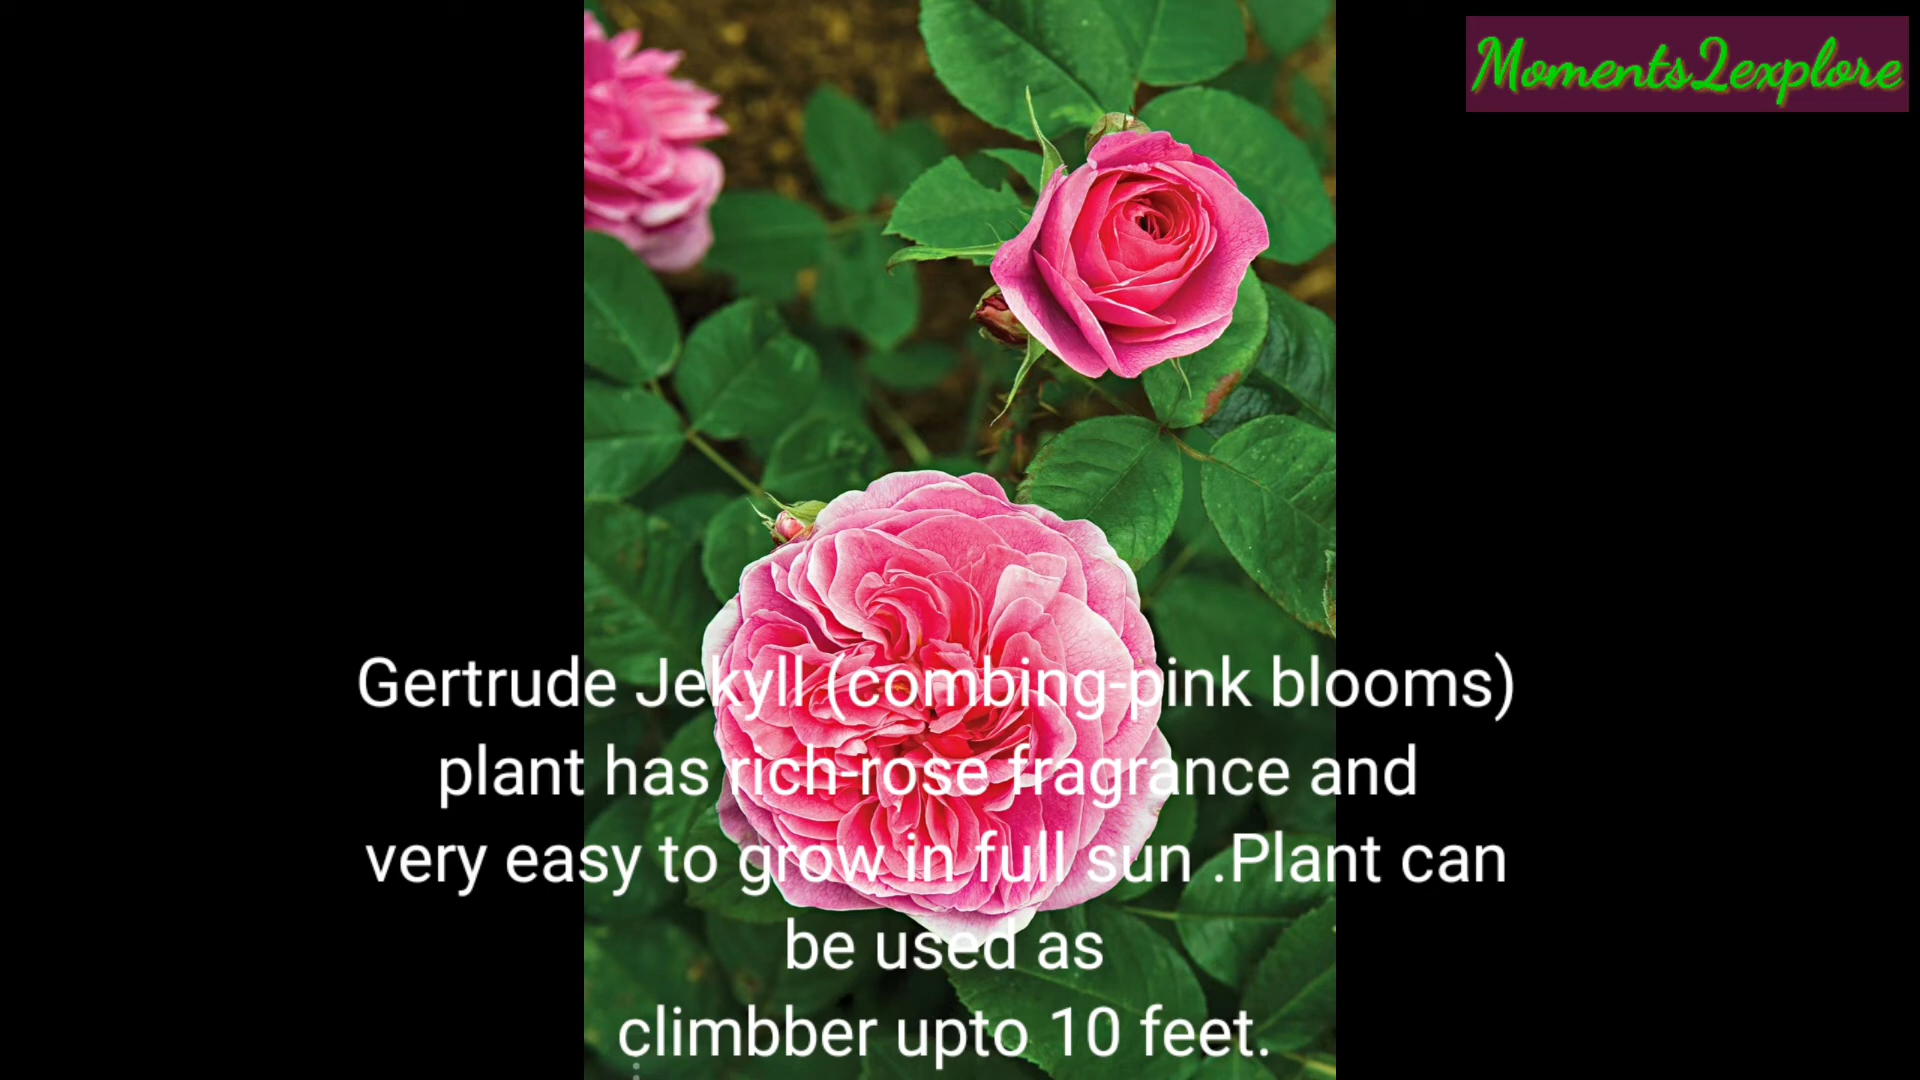 Moments2explore
Gertrude Jekyll (combing-pink blooms)
plant has rich-rose fragrance and
very easy to grow in full sun .Plant can
be used as
climbber upto 10 feet.